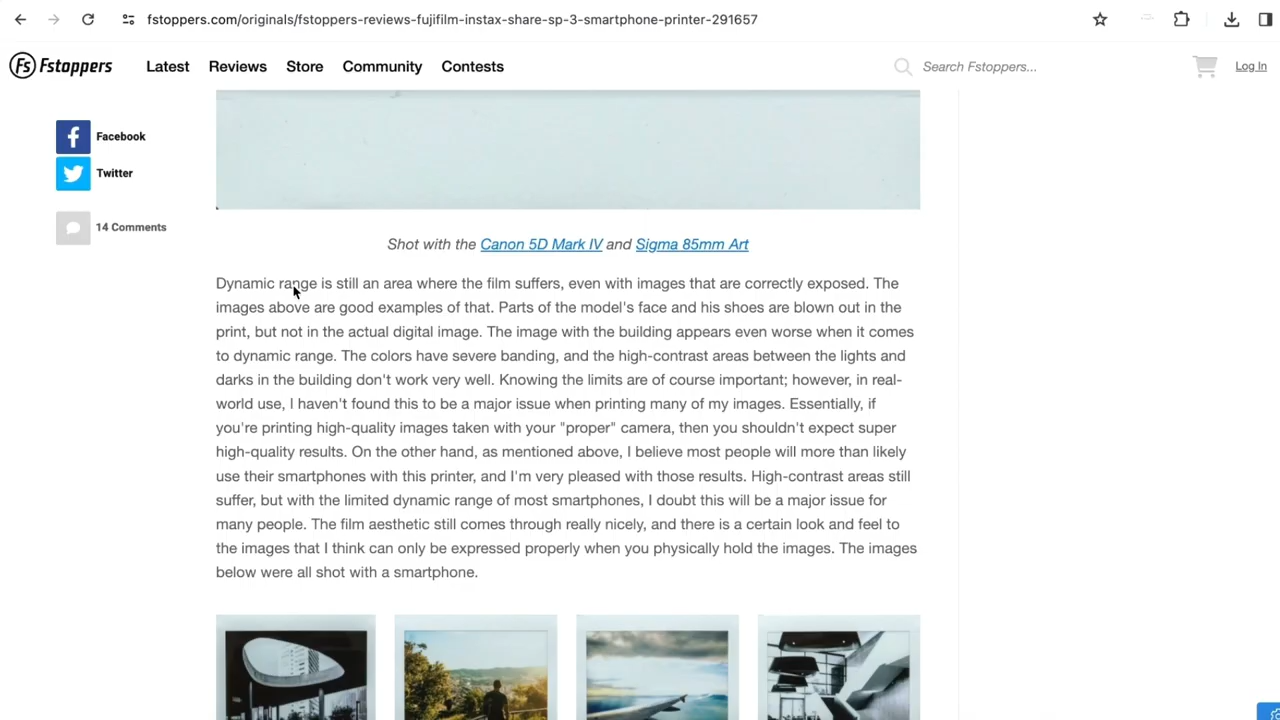 fstoppers.com/originals/fstoppers-reviews-fujifilm-instax-share-sp-3-smartphone-printer-291657
Fs Fstoppers
Latest
Reviews
Store
Community
Contests
Search Fstoppers...
Log In
Facebook
Twitter
14 Comments
Shot with the Canon 5D Mark IV and Sigma 85mm Art
Dynamic range is still an area where the film suffers, even with images that are correctly exposed. The
images above are good examples of that. Parts of the model's face and his shoes are blown out in the
print, but not in the actual digital image. The image with the building appears even worse when it comes
to dynamic range. The colors have severe banding, and the high-contrast areas between the lights and
darks in the building don't work very well. Knowing the limits are of course important; however, in real-
world use, I haven't found this to be a major issue when printing many of my images. Essentially, if
you're printing high-quality images taken with your "proper" camera, then you shouldn't expect super
high-quality results. On the other hand, as mentioned above, I believe most people will more than likely
use their smartphones with this printer, and I'm very pleased with those results. High-contrast areas still
suffer, but with the limited dynamic range of most smartphones, I doubt this will be a major issue for
many people. The film aesthetic still comes through really nicely, and there is a certain look and feel to
the images that I think can only be expressed properly when you physically hold the images. The images
below were all shot with a smartphone.